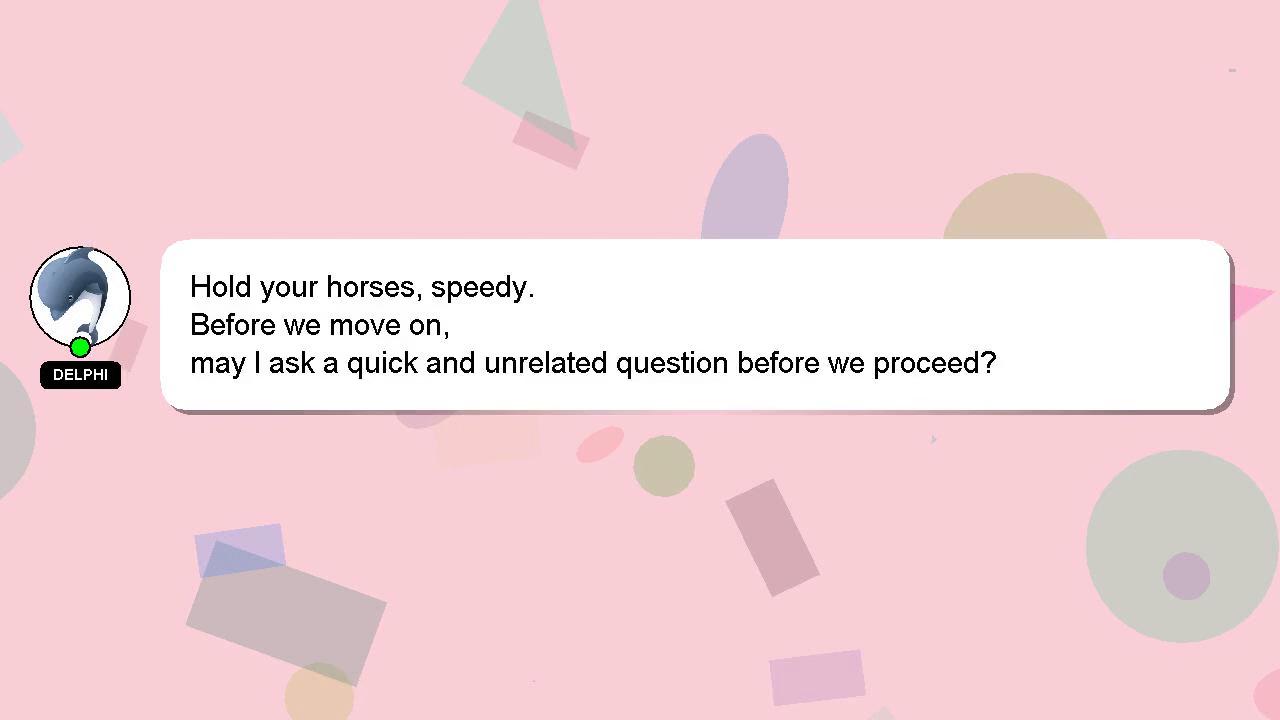 Hold your horses, speedy.
Before we move on,
may I ask a quick and unrelated question before we proceed?
DELPHI